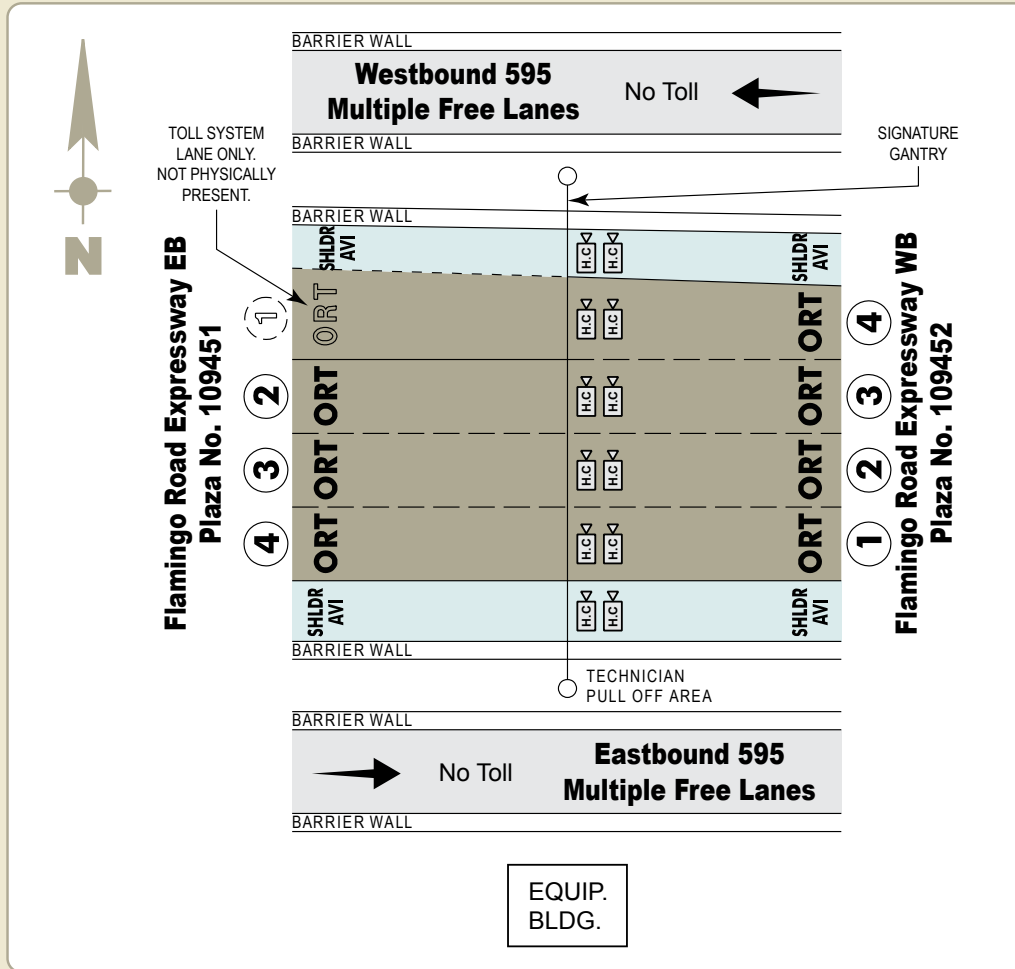 BARRIER WALL
Westbound 595
Multiple Free Lanes
No Toll
BARRIER WALL
TOLL SYSTEM
LANE ONLY.
NOT PHYSICALLY
PRESENT.
SIGNATURE
GANTRY
N
BARRIER WALL
SHLDR
AVI
H.C
H.C
SHLDR
AVI
Flamingo Road Expressway EB
Plaza No. 109451
1
ORT
H.C
H.C
ORT
4
2
ORT
H.C
H.C
ORT
3
3
ORT
H.C
H.C
ORT
2
4
ORT
H.C
H.C
ORT
1
Flamingo Road Expressway WB
Plaza No. 109452
SHLDR
AVI
H.C
H.C
SHLDR
AVI
BARRIER WALL
TECHNICIAN
PULL OFF AREA
BARRIER WALL
No Toll
Eastbound 595
Multiple Free Lanes
BARRIER WALL
EQUIP.
BLDG.